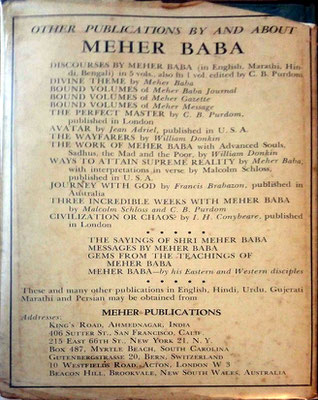 OTHER PUBLICATIONS BY AND ABOUT
MEHER BABA
DISCOURSES BY MEHER BABA (in English, Marathi, Hin-
di, Bengali) in 5 vols., also in 1 vol. edited by C. B. Purdom.
DIVINE THEME by Meher Baba
BOUND VOLUMES of Meher Baba Journal
BOUND VOLUMES of Meher Gazette
BOUND VOLUMES of Meher Message
THE PERFECT MASTER by C. B. Purdom,
published in London
AVATAR by Jean Adriel, published in U. S. A.
THE WAYFARERS by William Donkin
THE WORK OF MEHER BABA with Advanced Souls,
Sadhus, the Mad and the Poor, by William Donkin
WAYS TO ATTAIN SUPREME REALITY by Meher Baba,
with interpretations in verse by Malcolm Schloss,
published in U. S. A.
JOURNEY WITH GOD by Francis Brabazon, published in
Australia
THREE INCREDIBLE WEEKS WITH MEHER BABA
by Malcolm Schloss and C. B. Purdom
CIVILIZATION OR CHAOS? by I. H. Conybeare, published
in London
* * * * *
THE SAYINGS OF SHRI MEHER BABA
MESSAGES BY MEHER BABA
GEMS FROM THE TEACHINGS OF
MEHER BABA
MEHER BABA—by his Eastern and Western disciples
* * * * *
These and many other publications in English, Hindi, Urdu, Gujerati
Marathi and Persian may be obtained from
MEHER PUBLICATIONS
Addresses:
KING'S ROAD, AHMEDNAGAR, INDIA
406 SUTTER ST., SAN FRANCISCO, CALIF
215 EAST 66TH ST., NEW YORK 21, N. Y.
BOX 487, MYRTLE BEACH, SOUTH CAROLINA
GUTENBERGSTRASSE 20, BERN, SWITZERLAND
10 WESTFIELDS ROAD, ACTON, LONDON W 3
BEACON HILL, BROOKVALE, NEW SOUTH WALES, AUSTRALIA